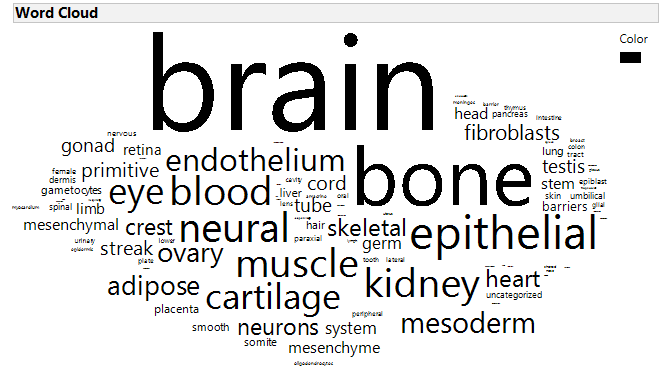 Word Cloud
Color
brain
nervous
gonad
retina
meninges barrier thymus
head pancreas intestine
fibroblasts
endothelium
lung breast colon tract
female dermis
primitive
bone
testis
gametocytes
eye
blood
cavity
liver
cord
oral
stem epiblast
skin umbilical
myocardium
spinal
limb
lens
tube
barriers glial
mesenchymal
crest
neural
hair
skeletal
epithelial
urinary
epidermis
streak
lower
ovary
paraxial
lymph
germ
plate
muscle
tooth lateral
adipose
cartilage
kidney
heart
uncategorized
placenta
peripheral
smooth
neurons
system
mesoderm
somite
mesenchyme
oligodendrocytes